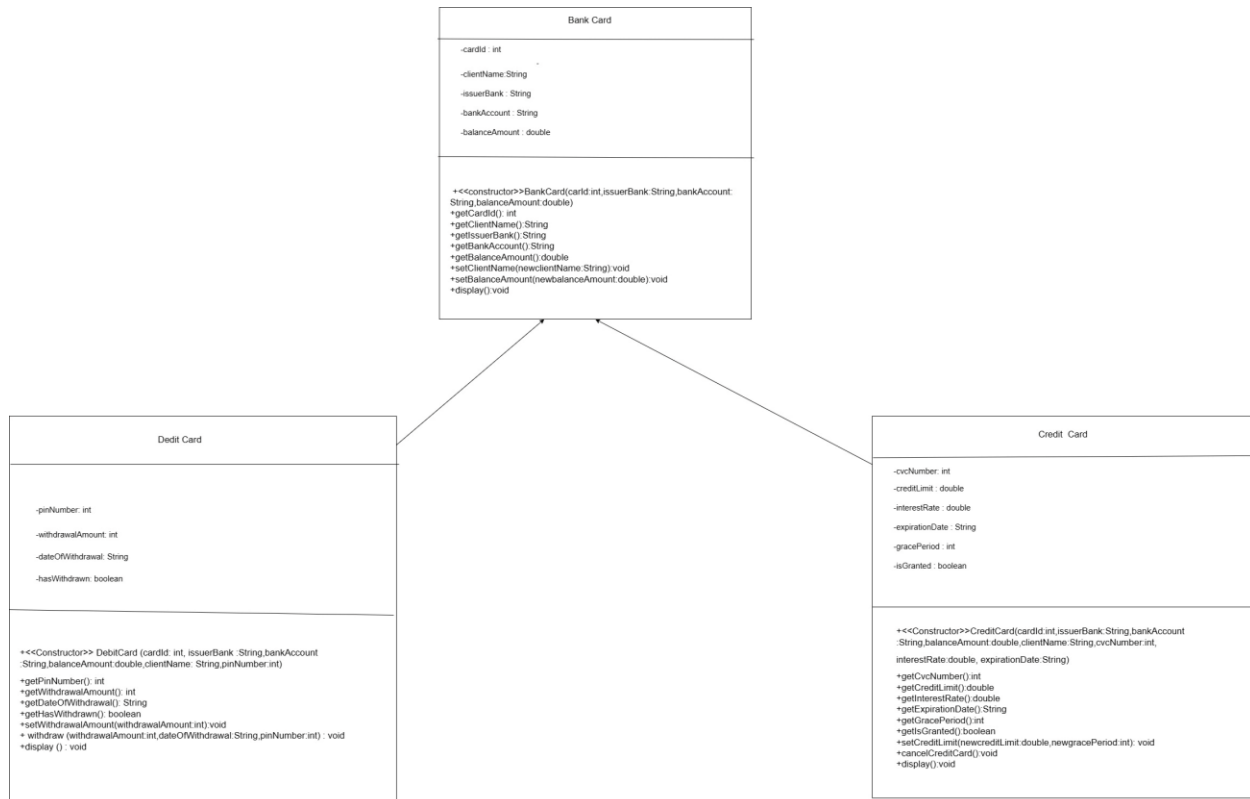 Bank Card
-cardId : int
-clientName:String
-issuerBank : String
-bankAccount : String
-balanceAmount : double
+<<constructor>>BankCard(carId:int,issuerBank:String,bankAccount:
String,balanceAmount:double)
+getCardId(): int
+getClientName():String
+getIssuerBank():String
+getBankAccount():String
+getBalanceAmount():double
+setClientName(newclientName:String):void
+setBalanceAmount(newbalanceAmount:double):void
+display():void
Dedit Card
-pinNumber: int
-withdrawalAmount: int
-dateOfWithdrawal: String
-hasWithdrawn: boolean
+<<Constructor>> DebitCard (cardId: int, issuerBank :String,bankAccount
:String,balanceAmount:double,clientName: String,pinNumber:int)
+getPinNumber(): int
+getWithdrawalAmount(): int
+getDateOfWithdrawal(): String
+getHasWithdrawn(): boolean
+setWithdrawalAmount(withdrawalAmount:int):void
+ withdraw (withdrawalAmount:int,dateOfWithdrawal:String,pinNumber:int) : void
+display () : void
Credit Card
-cvcNumber: int
-creditLimit : double
-interestRate : double
-expirationDate : String
-gracePeriod : int
-isGranted : boolean
+<<Constructor>>CreditCard(cardId:int,issuerBank:String,bankAccount
:String,balanceAmount:double,clientName:String,cvcNumber:int,
interestRate:double, expirationDate:String)
+getCvcNumber():int
+getCreditLimit():double
+getInterestRate():double
+getExpirationDate():String
+getGracePeriod():int
+getIsGranted():boolean
+setCreditLimit(newcreditLimit:double,newgracePeriod:int): void
+cancelCreditCard():void
+display():void